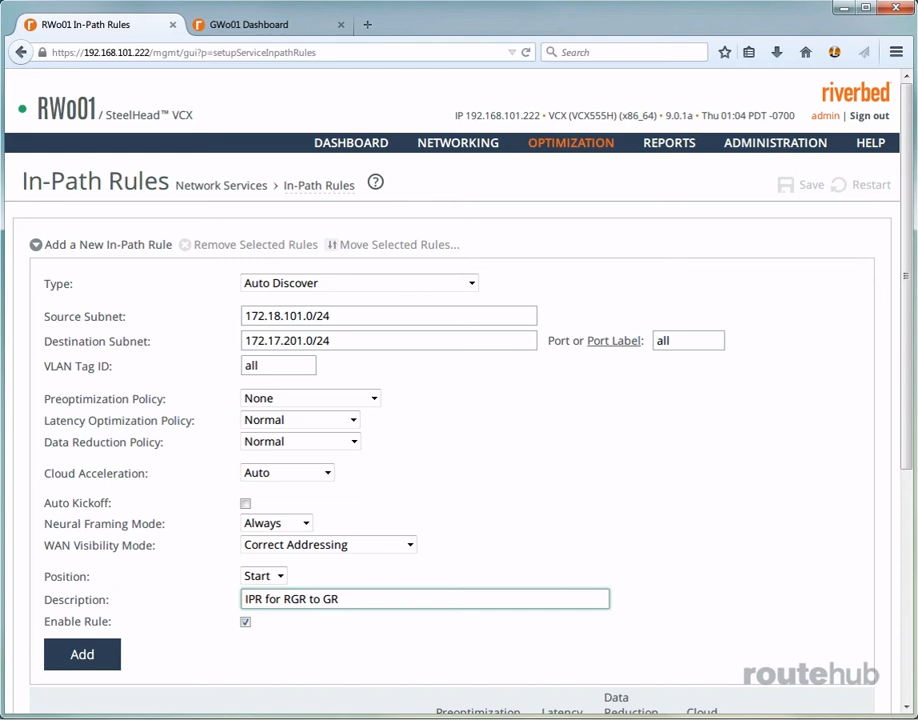 RWo01 In-Path Rules
GWo01 Dashboard
https://192.168.101.222/mgmt/gui?p=setupServiceInpathRules
Search
riverbed
RWo01 / SteelHead™ VCX
IP 192.168.101.222 • VCX (VCX555H) (x86_64) • 9.0.1a • Thu 01:04 PDT -0700
admin | Sign out
DASHBOARD NETWORKING OPTIMIZATION REPORTS ADMINISTRATION HELP
In-Path Rules Network Services › In-Path Rules ?
Save Restart
Add a New In-Path Rule Remove Selected Rules Move Selected Rules...
Type: Auto Discover
Source Subnet: 172.18.101.0/24
Destination Subnet: 172.17.201.0/24 Port or Port Label: all
VLAN Tag ID: all
Preoptimization Policy: None
Latency Optimization Policy: Normal
Data Reduction Policy: Normal
Cloud Acceleration: Auto
Auto Kickoff:
Neural Framing Mode: Always
WAN Visibility Mode: Correct Addressing
Position: Start
Description: IPR for RGR to GR
Enable Rule:
Add
routehub
Data
Preoptimization Latency Reduction Cloud